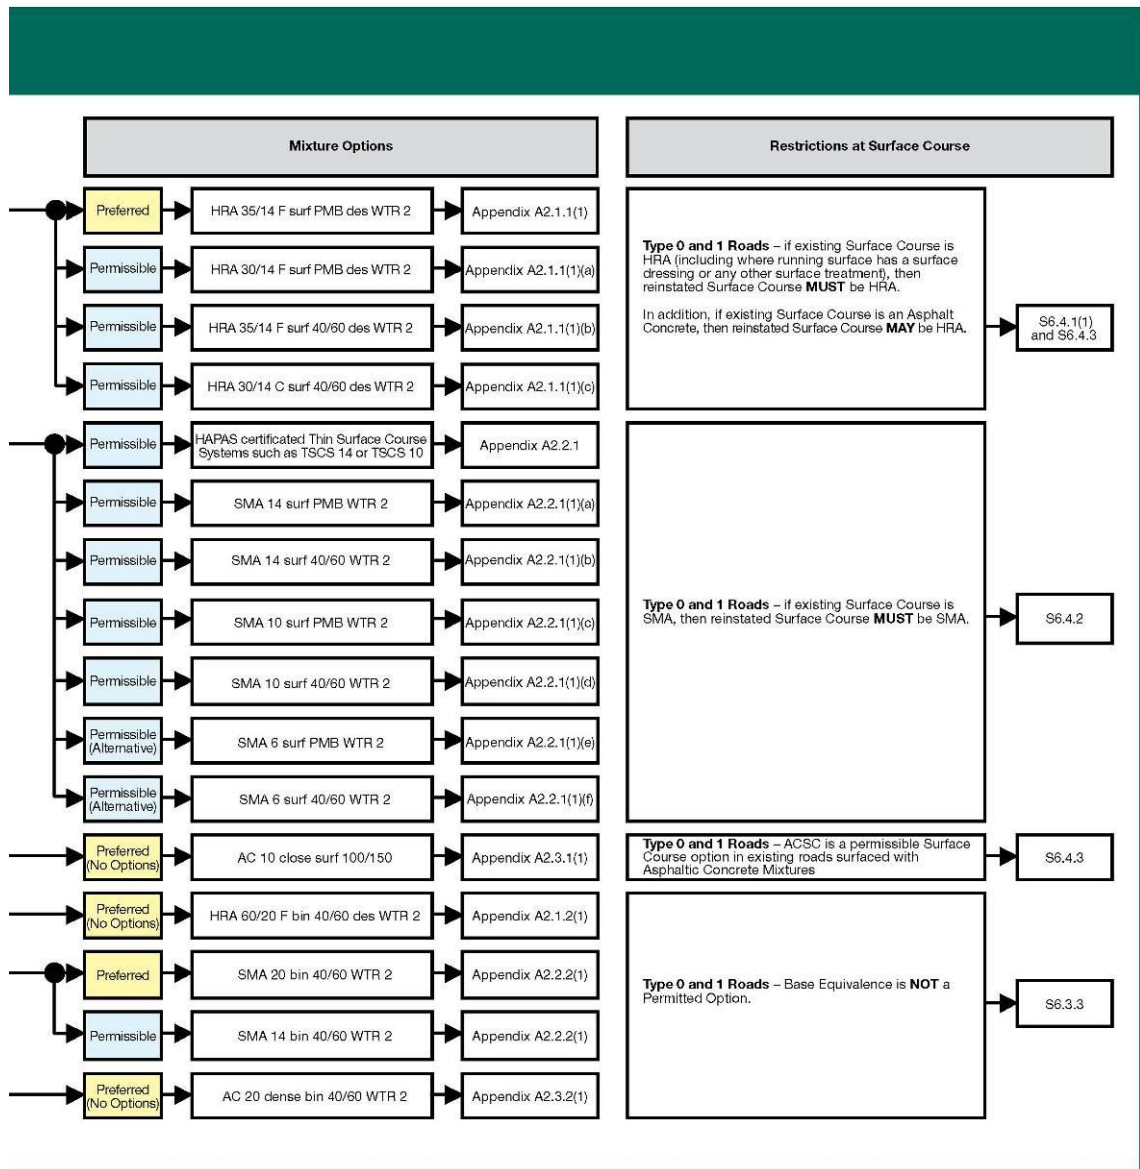 Mixture Options
Restrictions at Surface Course
Preferred
HRA 35/14 F surf PMB des WTR 2
Appendix A2.1.1(1)
Permissible
HRA 30/14 F surf PMB des WTR 2
Appendix A2.1.1(1)(a)
Permissible
HRA 35/14 F surf 40/60 des WTR 2
Appendix A2.1.1(1)(b)
Permissible
HRA 30/14 C surf 40/60 des WTR 2
Appendix A2.1.1(1)(c)
Type 0 and 1 Roads – if existing Surface Course is
HRA (including where running surface has a surface
dressing or any other surface treatment), then
reinstated Surface Course MUST be HRA.
In addition, if existing Surface Course is an Asphalt
Concrete, then reinstated Surface Course MAY be HRA.
S6.4.1(1)
and S6.4.3
Permissible
HAPAS certificated Thin Surface Course
Systems such as TSCS 14 or TSCS 10
Appendix A2.2.1
Permissible
SMA 14 surf PMB WTR 2
Appendix A2.2.1(1)(a)
Permissible
SMA 14 surf 40/60 WTR 2
Appendix A2.2.1(1)(b)
Permissible
SMA 10 surf PMB WTR 2
Appendix A2.2.1(1)(c)
Permissible
SMA 10 surf 40/60 WTR 2
Appendix A2.2.1(1)(d)
Permissible
(Alternative)
SMA 6 surf PMB WTR 2
Appendix A2.2.1(1)(e)
Permissible
(Alternative)
SMA 6 surf 40/60 WTR 2
Appendix A2.2.1(1)(f)
Type 0 and 1 Roads – if existing Surface Course is
SMA, then reinstated Surface Course MUST be SMA.
S6.4.2
Preferred
(No Options)
AC 10 close surf 100/150
Appendix A2.3.1(1)
Type 0 and 1 Roads – ACSC is a permissible Surface
Course option in existing roads surfaced with
Asphaltic Concrete Mixtures
S6.4.3
Preferred
(No Options)
HRA 60/20 F bin 40/60 des WTR 2
Appendix A2.1.2(1)
Preferred
SMA 20 bin 40/60 WTR 2
Appendix A2.2.2(1)
Permissible
SMA 14 bin 40/60 WTR 2
Appendix A2.2.2(1)
Preferred
(No Options)
AC 20 dense bin 40/60 WTR 2
Appendix A2.3.2(1)
Type 0 and 1 Roads – Base Equivalence is NOT a
Permitted Option.
S6.3.3